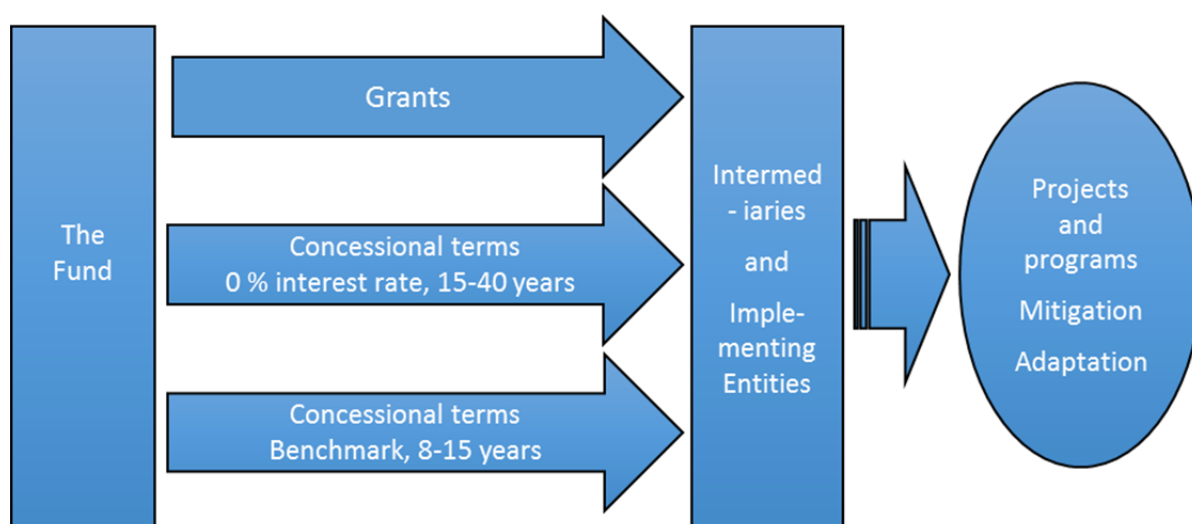 The
Fund
Grants
Concessional terms
0 % interest rate, 15-40 years
Concessional terms
Benchmark, 8-15 years
Intermed
- iaries
and
Imple-
menting
Entities
Projects
and
programs
Mitigation
Adaptation